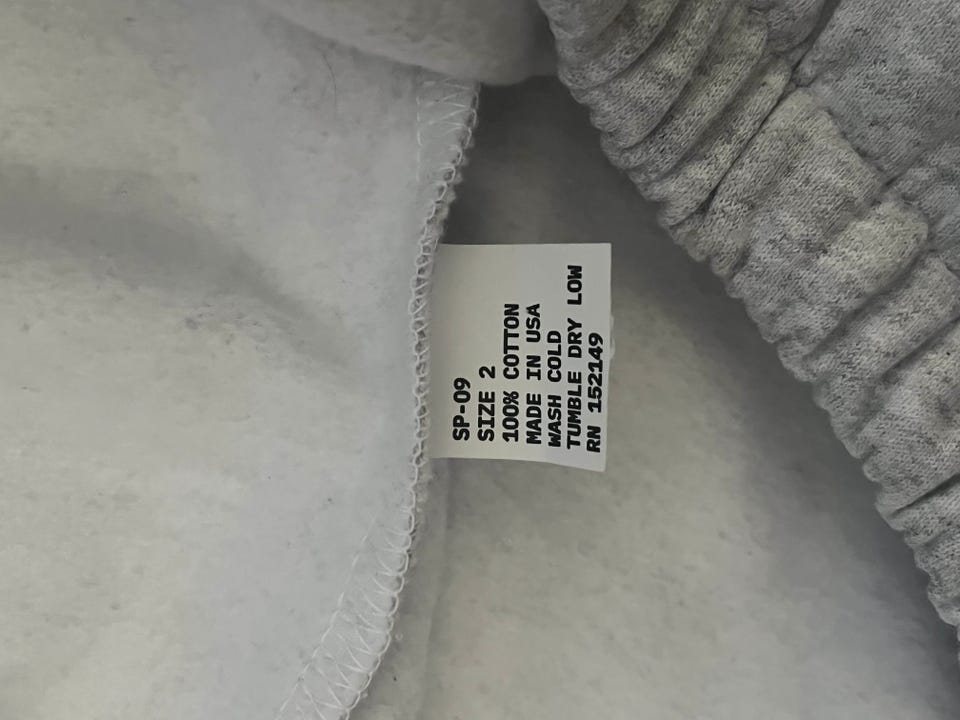 SP-09
SIZE 2
100% COTTON
MADE IN USA
WASH COLD
TUMBLE DRY LOW
RN 152149